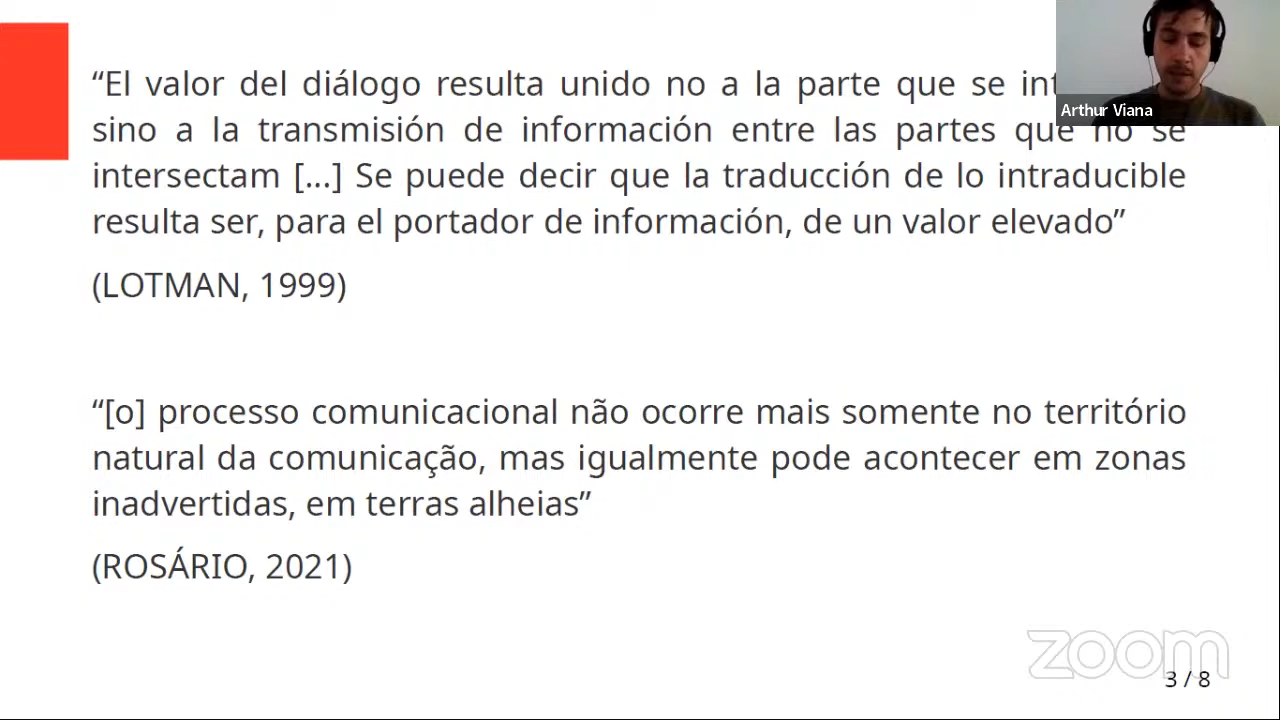 “El valor del diálogo resulta unido no a la parte que se
sino a la transmisión de información entre las partes que no se
intersectam [...] Se puede decir que la traducción de lo intraducible
resulta ser, para el portador de información, de un valor elevado”
(LOTMAN, 1999)
“[o] processo comunicacional não ocorre mais somente no território
natural da comunicação, mas igualmente pode acontecer em zonas
inadvertidas, em terras alheias”
(ROSÁRIO, 2021)
Arthur Viana
zoom
3 / 8